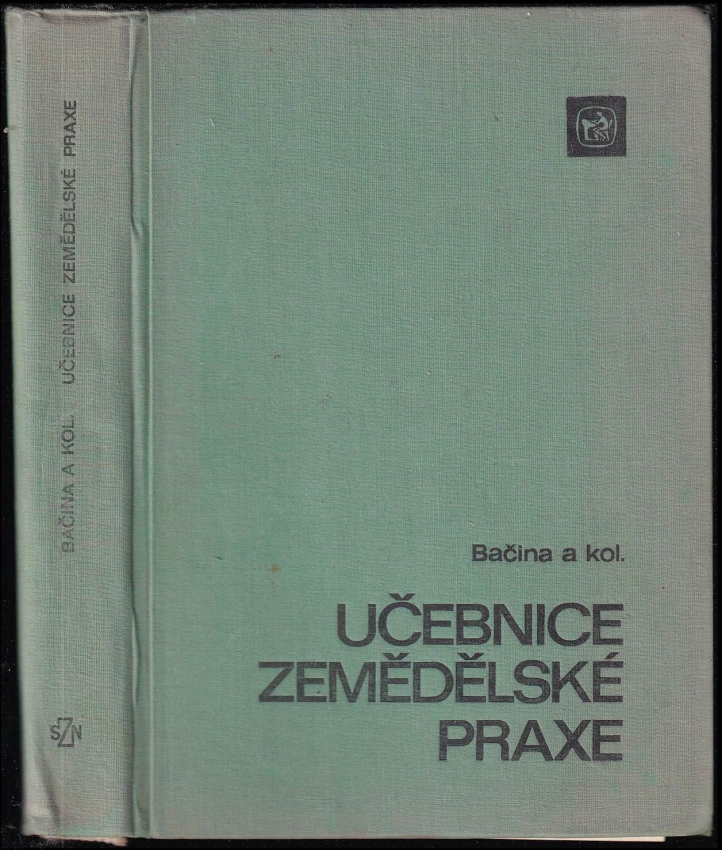 BAČINA A KOL. UČEBNICE ZEMĚDĚLSKÉ PRAXE
SZN
Bačina a kol.
UČEBNICE
ZEMĚDĚLSKÉ
PRAXE